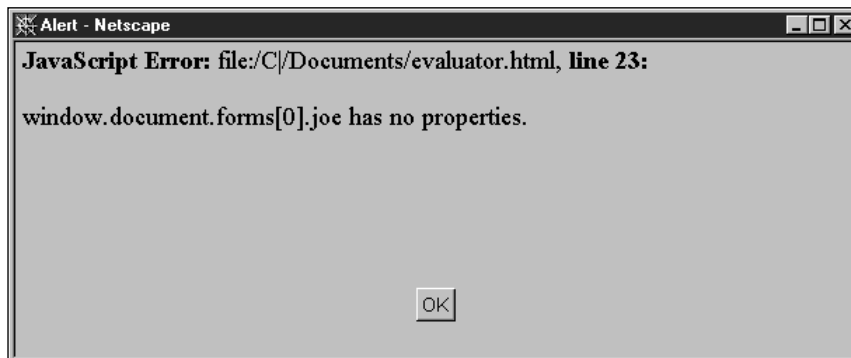 Alert - Netscape
JavaScript Error: file:/C|/Documents/evaluator.html, line 23:
window.document.forms[0].joe has no properties.
OK